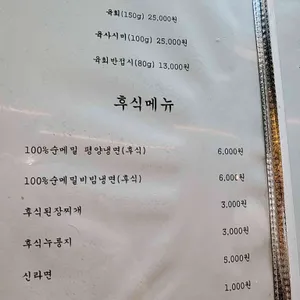 육회(150g) 25,000원
육사시미(100g) 25,000원
육회반접시(80g) 13,000원
후식메뉴
100%순메밀 평양냉면(후식) 6,000원
100%순메밀비빔냉면(후식) 6,000원
후식된장찌개 3,000원
후식누룽지 3,000원
신라면 5,000원
1,000원